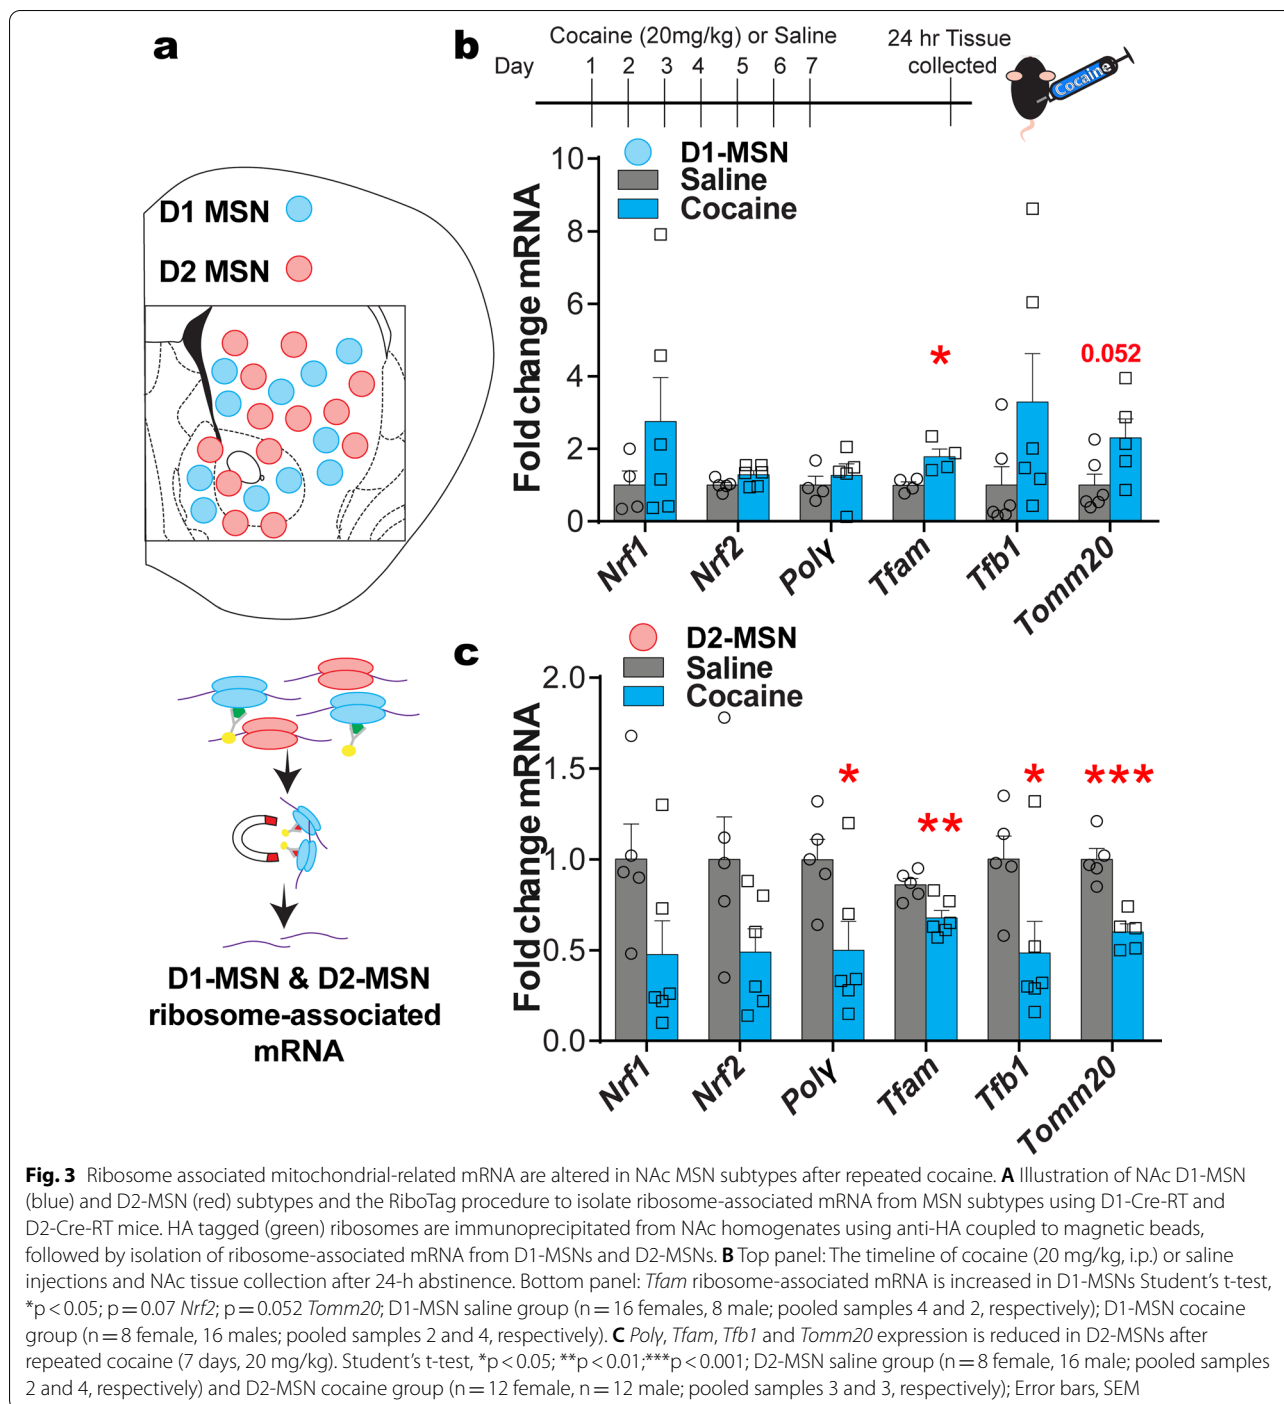 a
D1 MSN
D2 MSN
D1-MSN & D2-MSN
ribosome-associated
mRNA
b
Cocaine (20mg/kg) or Saline
Day 1 2 3 4 5 6 7
24 hr Tissue
collected
Cocaine
D1-MSN
Saline
Cocaine
Fold change mRNA
10
8
6
4
2
0
*
0.052
Nrf1 Nrf2 Polγ Tfam Tfb1 Tomm20
c
D2-MSN
Saline
Cocaine
Fold change mRNA
2.0
1.5
1.0
0.5
0.0
* ** * ***
Nrf1 Nrf2 Polγ Tfam Tfb1 Tomm20
Fig. 3 Ribosome associated mitochondrial-related mRNA are altered in NAc MSN subtypes after repeated cocaine. A Illustration of NAc D1-MSN
(blue) and D2-MSN (red) subtypes and the RiboTag procedure to isolate ribosome-associated mRNA from MSN subtypes using D1-Cre-RT and
D2-Cre-RT mice. HA tagged (green) ribosomes are immunoprecipitated from NAc homogenates using anti-HA coupled to magnetic beads,
followed by isolation of ribosome-associated mRNA from D1-MSNs and D2-MSNs. B Top panel: The timeline of cocaine (20 mg/kg, i.p.) or saline
injections and NAc tissue collection after 24-h abstinence. Bottom panel: Tfam ribosome-associated mRNA is increased in D1-MSNs Student's t-test,
*p < 0.05; p = 0.07 Nrf2; p = 0.052 Tomm20; D1-MSN saline group (n = 16 females, 8 male; pooled samples 4 and 2, respectively); D1-MSN cocaine
group (n = 8 female, 16 males; pooled samples 2 and 4, respectively). C Polγ, Tfam, Tfb1 and Tomm20 expression is reduced in D2-MSNs after
repeated cocaine (7 days, 20 mg/kg). Student's t-test, *p < 0.05; **p < 0.01;***p < 0.001; D2-MSN saline group (n = 8 female, 16 male; pooled samples
2 and 4, respectively) and D2-MSN cocaine group (n = 12 female, n = 12 male; pooled samples 3 and 3, respectively); Error bars, SEM